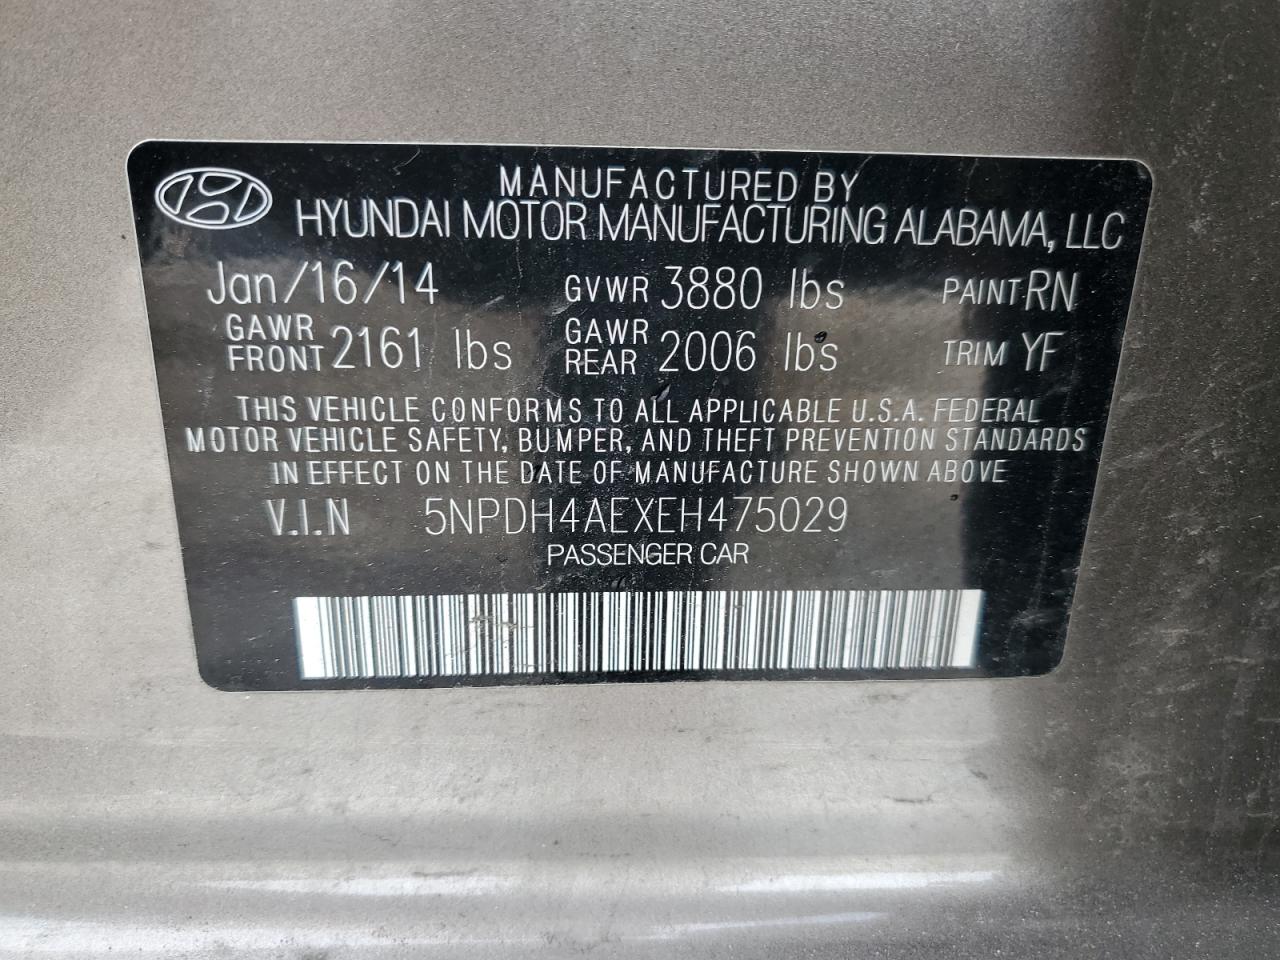 MANUFACTURED BY
HYUNDAI MOTOR MANUFACTURING ALABAMA, LLC
Jan/16/14 GVWR 3880 lbs PAINT RN
GAWR FRONT 2161 lbs GAWR REAR 2006 lbs TRIM YF
THIS VEHICLE CONFORMS TO ALL APPLICABLE U.S.A. FEDERAL
MOTOR VEHICLE SAFETY, BUMPER, AND THEFT PREVENTION STANDARDS
IN EFFECT ON THE DATE OF MANUFACTURE SHOWN ABOVE
V.I.N 5NPDH4AEXEH475029
PASSENGER CAR